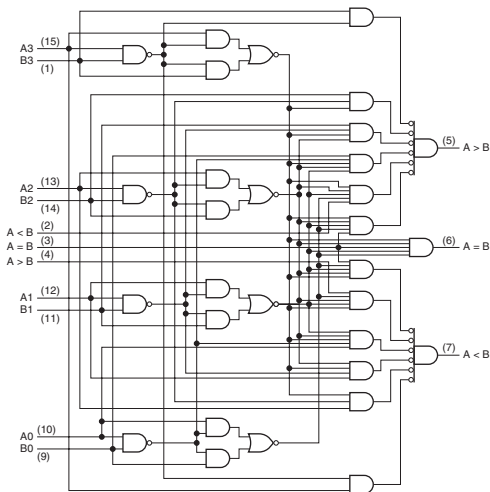 A3 (15)
B3 (1)
(5) A > B
A2 (13)
B2 (14)
A < B (2)
A = B (3)
(6) A = B
A > B (4)
A1 (12)
B1 (11)
(7) A < B
A0 (10)
B0 (9)